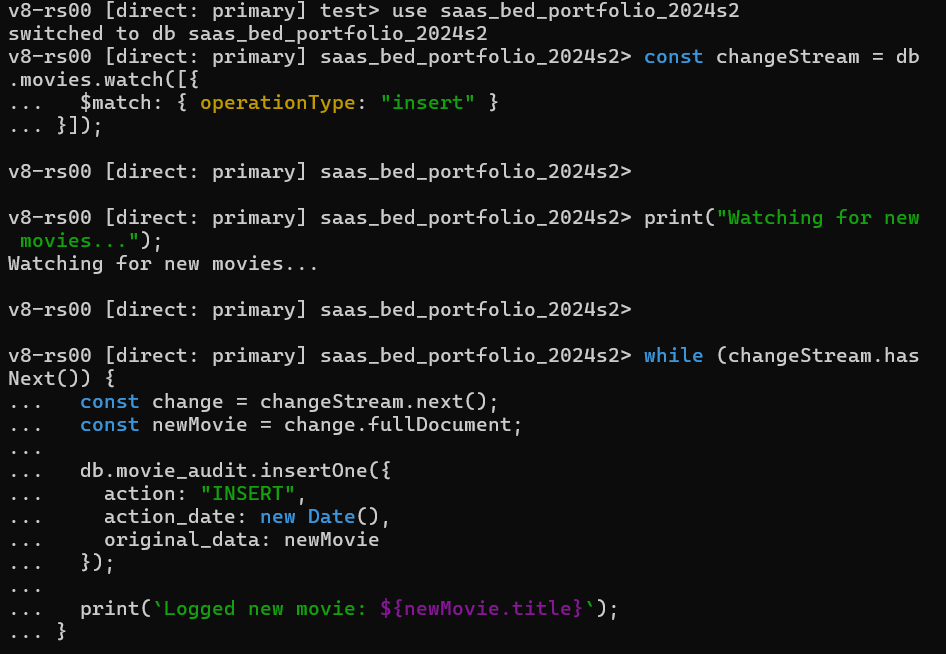 v8-rs00 [direct: primary] test> use saas_bed_portfolio_2024s2
switched to db saas_bed_portfolio_2024s2
v8-rs00 [direct: primary] saas_bed_portfolio_2024s2> const changeStream = db
.movies.watch([{
...   $match: { operationType: "insert" }
... }]);
v8-rs00 [direct: primary] saas_bed_portfolio_2024s2>
v8-rs00 [direct: primary] saas_bed_portfolio_2024s2> print("Watching for new
 movies...");
Watching for new movies...
v8-rs00 [direct: primary] saas_bed_portfolio_2024s2>
v8-rs00 [direct: primary] saas_bed_portfolio_2024s2> while (changeStream.has
Next()) {
...   const change = changeStream.next();
...   const newMovie = change.fullDocument;
...
...   db.movie_audit.insertOne({
...     action: "INSERT",
...     action_date: new Date(),
...     original_data: newMovie
...   });
...
...   print(`Logged new movie: ${newMovie.title}`);
... }